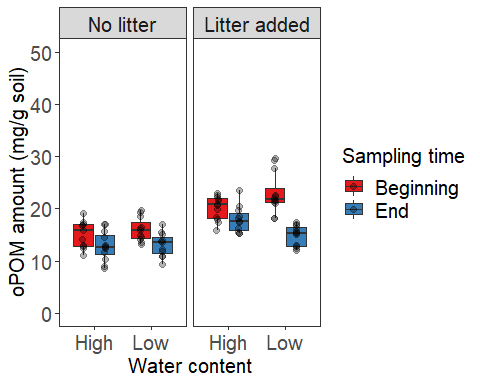 No litter
Litter added
50
40
30
20
10
0
oPOM amount (mg/g soil)
High
Low
High
Low
Water content
Sampling time
Beginning
End